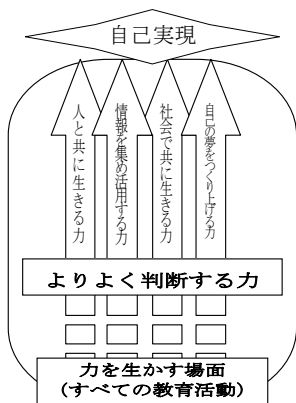 自己実現
人と共に生きる力
情報を集め活用する力
社会で共に生きる力
自己の夢をつくり上げる力
よりよく判断する力
力を生かす場面
(すべての教育活動)